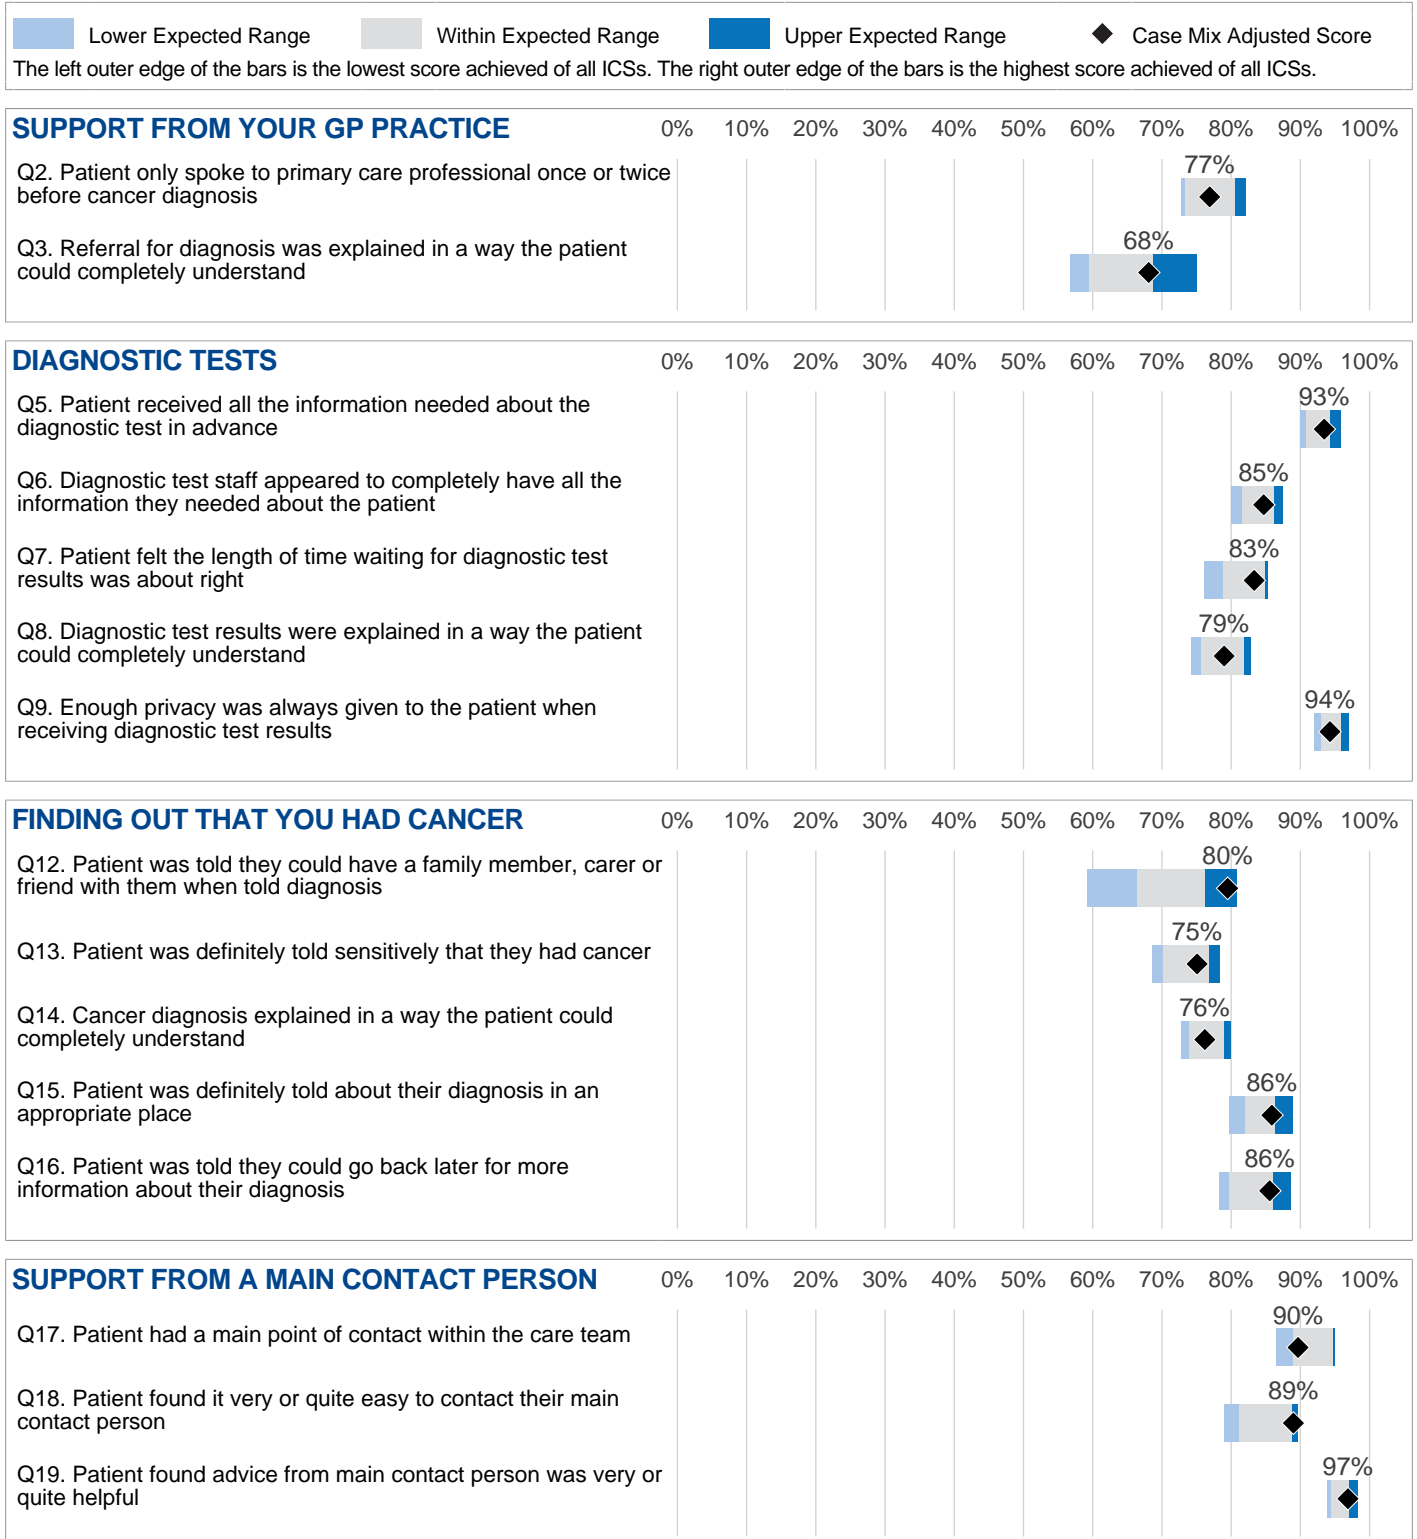 Lower Expected Range Within Expected Range Upper Expected Range Case Mix Adjusted Score
The left outer edge of the bars is the lowest score achieved of all ICSs. The right outer edge of the bars is the highest score achieved of all ICSs.
SUPPORT FROM YOUR GP PRACTICE 0% 10% 20% 30% 40% 50% 60% 70% 80% 90% 100%
77%
Q2. Patient only spoke to primary care professional once or twice
before cancer diagnosis
68%
Q3. Referral for diagnosis was explained in a way the patient
could completely understand
DIAGNOSTIC TESTS 0% 10% 20% 30% 40% 50% 60% 70% 80% 90% 100%
93%
Q5. Patient received all the information needed about the
diagnostic test in advance
85%
Q6. Diagnostic test staff appeared to completely have all the
information they needed about the patient
83%
Q7. Patient felt the length of time waiting for diagnostic test
results was about right
79%
Q8. Diagnostic test results were explained in a way the patient
could completely understand
94%
Q9. Enough privacy was always given to the patient when
receiving diagnostic test results
FINDING OUT THAT YOU HAD CANCER 0% 10% 20% 30% 40% 50% 60% 70% 80% 90% 100%
80%
Q12. Patient was told they could have a family member, carer or
friend with them when told diagnosis
75%
Q13. Patient was definitely told sensitively that they had cancer
76%
Q14. Cancer diagnosis explained in a way the patient could
completely understand
86%
Q15. Patient was definitely told about their diagnosis in an
appropriate place
86%
Q16. Patient was told they could go back later for more
information about their diagnosis
SUPPORT FROM A MAIN CONTACT PERSON 0% 10% 20% 30% 40% 50% 60% 70% 80% 90% 100%
90%
Q17. Patient had a main point of contact within the care team
89%
Q18. Patient found it very or quite easy to contact their main
contact person
97%
Q19. Patient found advice from main contact person was very or
quite helpful